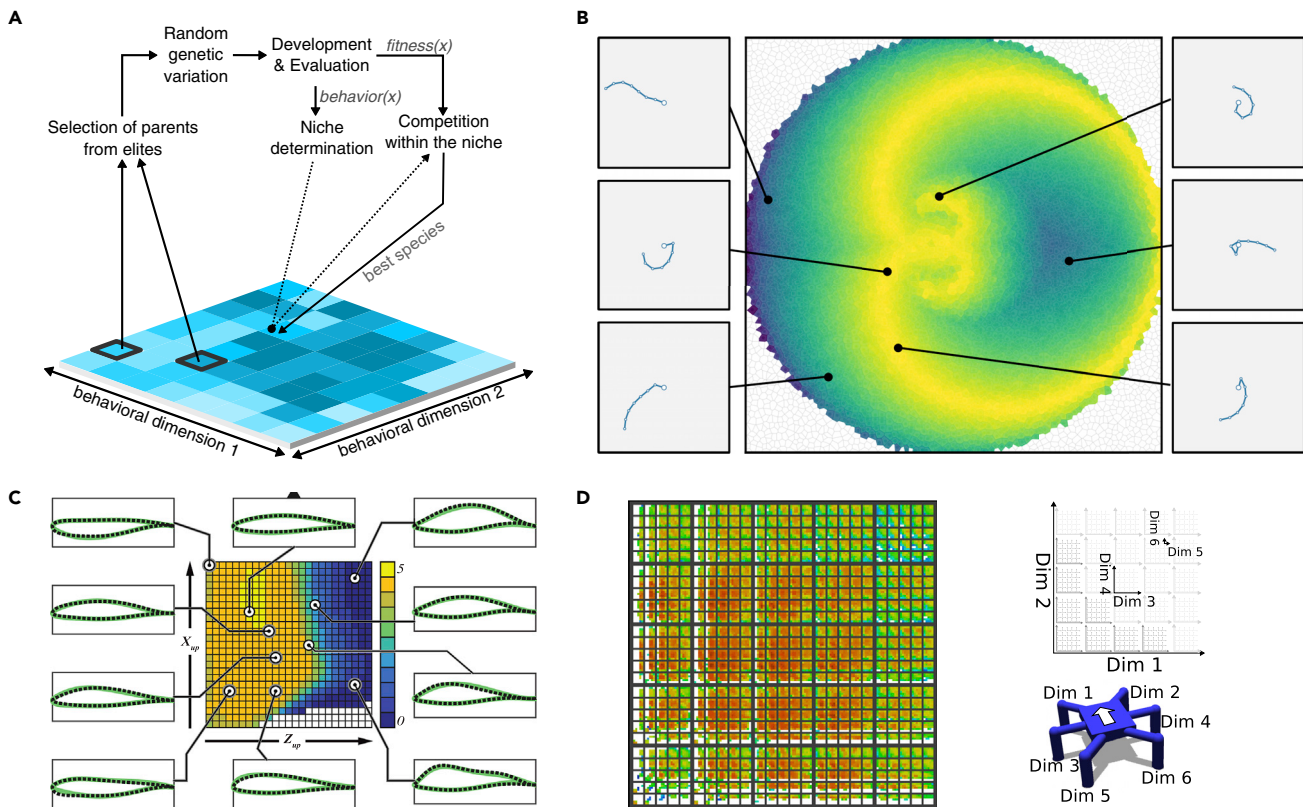 A
Random
genetic
variation
Development
& Evaluation
fitness(x)
behavior(x)
Selection of parents
from elites
Niche
determination
Competition
within the niche
best species
behavioral dimension 1
behavioral dimension 2
B
C
X up
Z up
5
0
D
Dim 2
Dim 1
Dim 4
Dim 3
Dim 6
Dim 5
Dim 1
Dim 2
Dim 4
Dim 3
Dim 6
Dim 5